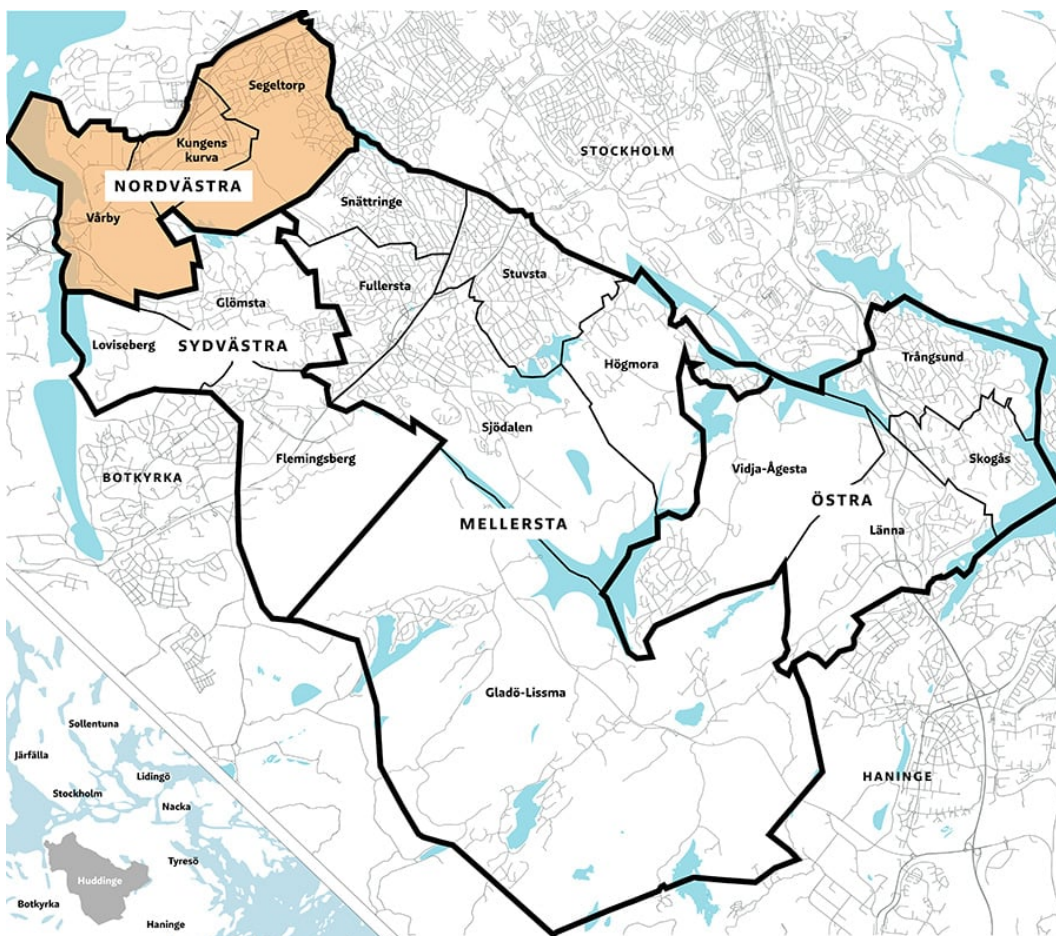 Segeltorp
Kungens
kurva
STOCKHOLM
NORDVÄSTRA
Snättringe
Vårby
Stuvsta
Fullersta
Glömsta
Loviseberg
SYDVÄSTRA
Högmora
Trångsund
Sjödalen
Flemingsberg
Skogås
Vidja-Ågesta
BOTKYRKA
ÖSTRA
MELLERSTA
Länna
Gladö-Lissma
HANINGE
Sollentuna
Järfälla
Lidingö
Stockholm
Nacka
Tyresö
Huddinge
Botkyrka
Haninge